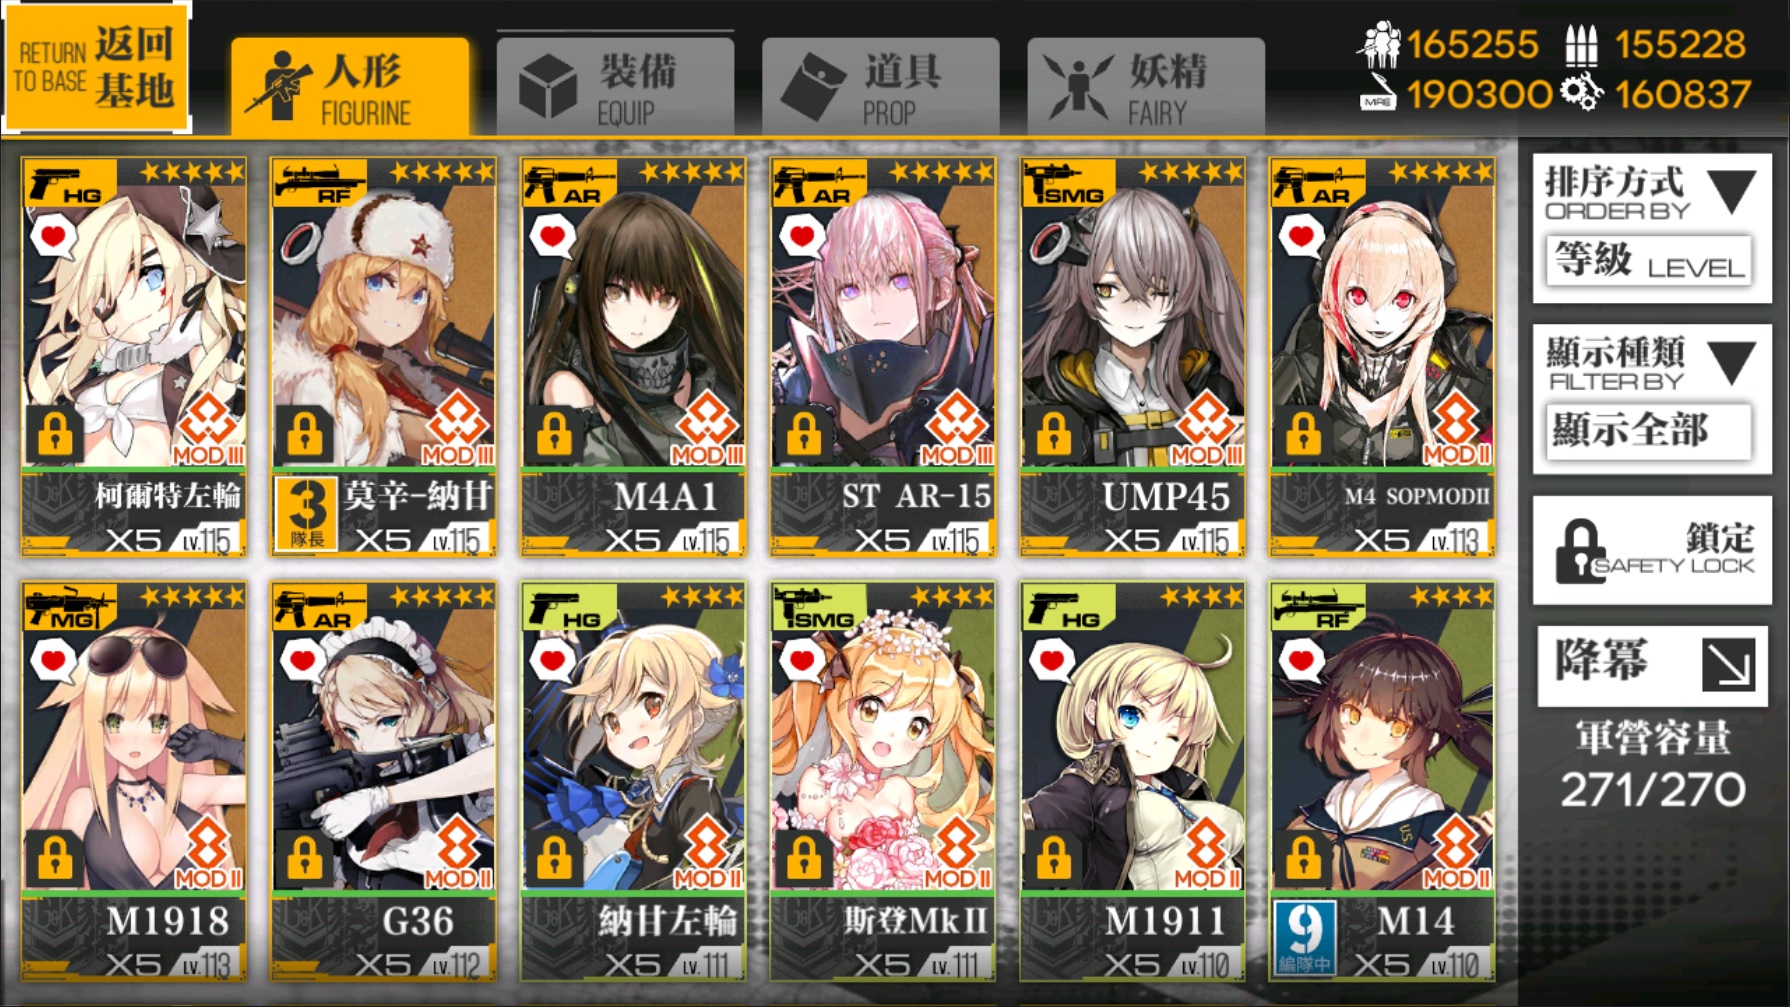 RETURN TO BASE
返回基地
人形
FIGURINE
裝備
EQUIP
道具
PROP
妖精
FAIRY
165255
155228
MRE
190300
160837
HG
RF
AR
AR
SMG
AR
MOD III
MOD III
MOD III
MOD III
MOD III
MOD II
柯爾特左輪
3
隊長
莫辛-納甘
M4A1
ST AR-15
UMP45
M4 SOPMODII
X5 LV.115
X5 LV.115
X5 LV.115
X5 LV.115
X5 LV.115
X5 LV.113
MG
AR
HG
SMG
HG
RF
US
MOD II
MOD II
MOD II
MOD II
MOD II
MOD II
M1918
G36
納甘左輪
斯登MkⅡ
M1911
9
編隊中
M14
X5 LV.113
X5 LV.112
X5 LV.111
X5 LV.111
X5 LV.110
X5 LV.110
排序方式
ORDER BY
等級 LEVEL
顯示種類
FILTER BY
顯示全部
鎖定
SAFETY LOCK
降冪
軍營容量
271/270